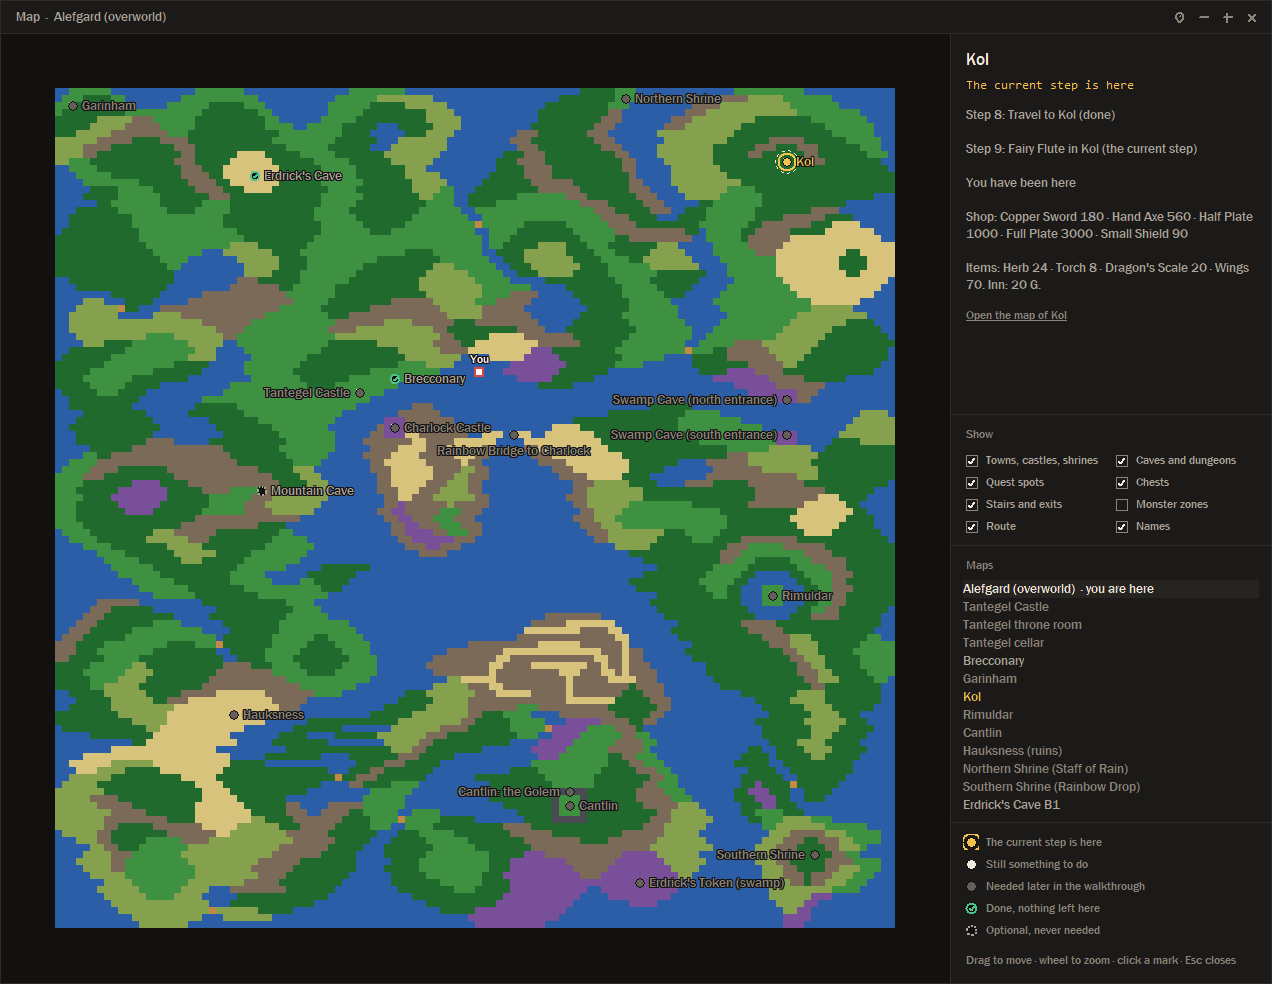 Map · Alefgard (overworld)
Garinham
Northern Shrine
Kol
Erdrick's Cave
You
Brecconary
Tantegel Castle
Swamp Cave (north entrance)
Charlock Castle
Swamp Cave (south entrance)
Rainbow Bridge to Charlock
Mountain Cave
Rimuldar
Hauksness
Cantlin: the Golem
Cantlin
Southern Shrine
Erdrick's Token (swamp)
Kol
The current step is here
Step 8: Travel to Kol (done)
Step 9: Fairy Flute in Kol (the current step)
You have been here
Shop: Copper Sword 180 · Hand Axe 560 · Half Plate
1000 · Full Plate 3000 · Small Shield 90
Items: Herb 24 · Torch 8 · Dragon's Scale 20 · Wings
70. Inn: 20 G.
Open the map of Kol
Show
Towns, castles, shrines
Caves and dungeons
Quest spots
Chests
Stairs and exits
Monster zones
Route
Names
Maps
Alefgard (overworld) · you are here
Tantegel Castle
Tantegel throne room
Tantegel cellar
Brecconary
Garinham
Kol
Rimuldar
Cantlin
Hauksness (ruins)
Northern Shrine (Staff of Rain)
Southern Shrine (Rainbow Drop)
Erdrick's Cave B1
The current step is here
Still something to do
Needed later in the walkthrough
Done, nothing left here
Optional, never needed
Drag to move · wheel to zoom · click a mark · Esc closes